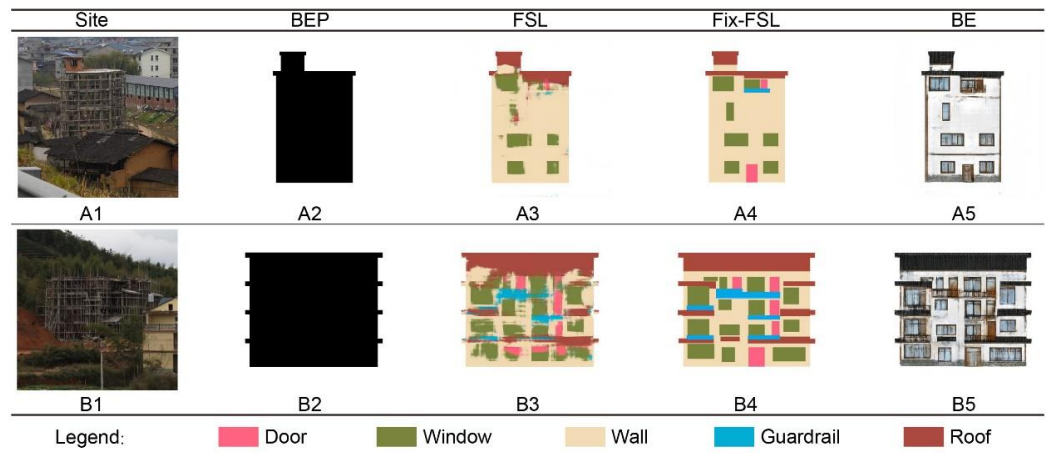 Site BEP FSL Fix-FSL BE
A1 A2 A3 A4 A5
B1 B2 B3 B4 B5
Legend: Door Window Wall Guardrail Roof